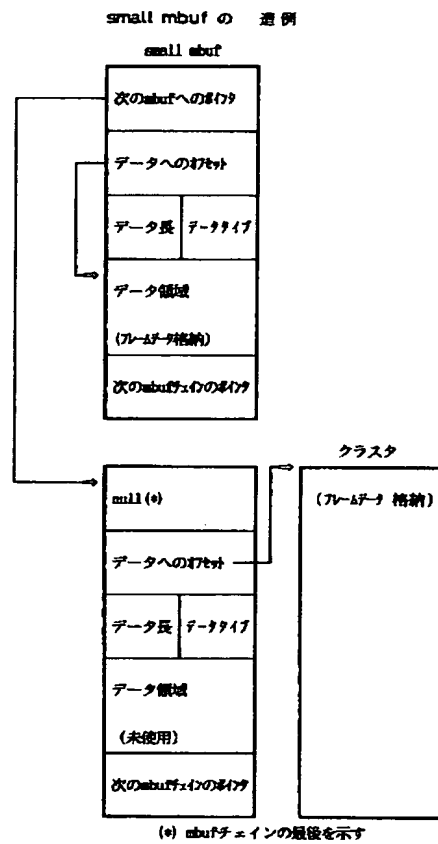 small mbuf の 造例
small mbuf
次のmbufへのポインタ
データへのオフセット
データ長 データタイプ
データ領域
(フレームデータ格納)
次のmbufチェインのポインタ
null(*)
データへのオフセット
データ長 データタイプ
データ領域
(未使用)
次のmbufチェインのポインタ
クラスタ
(フレームデータ 格納)
(*) mbufチェインの最後を示す